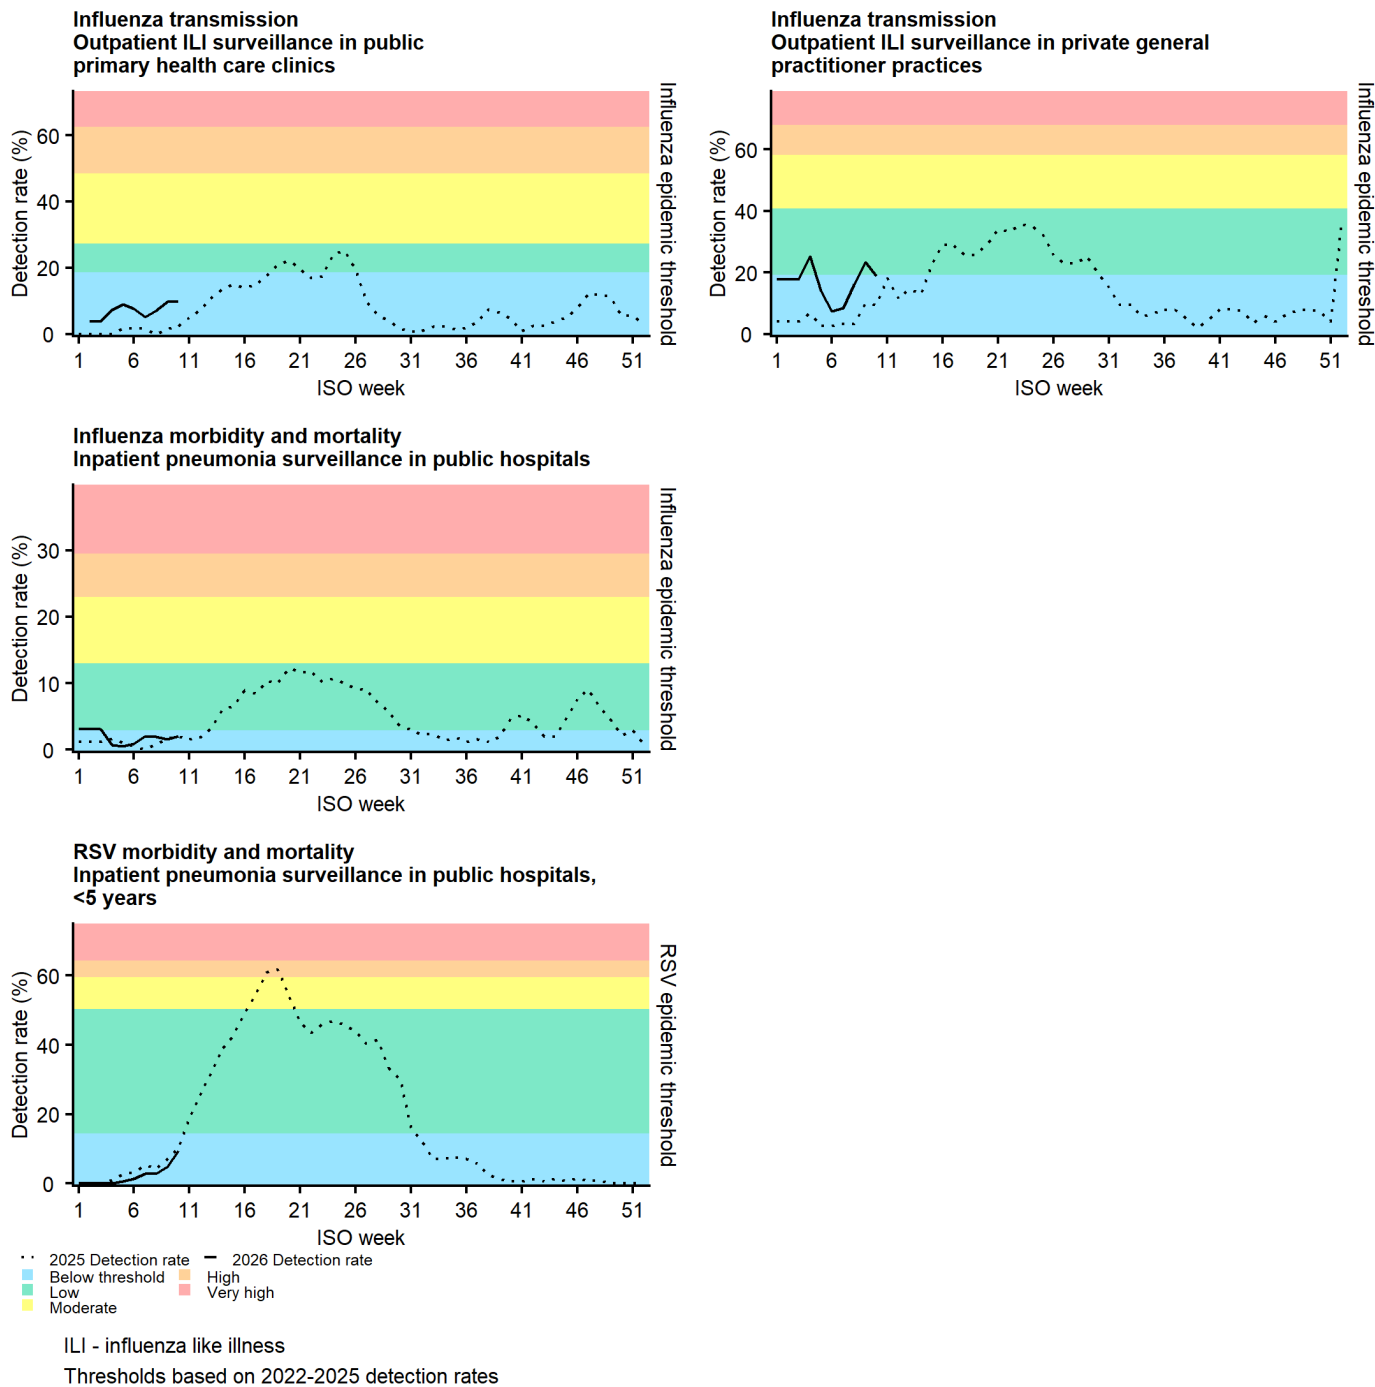 Influenza transmission
Outpatient ILI surveillance in public
primary health care clinics
Detection rate (%)
60
40
20
0
1 6 11 16 21 26 31 36 41 46 51
ISO week
Influenza epidemic threshold
Influenza transmission
Outpatient ILI surveillance in private general
practitioner practices
Detection rate (%)
60
40
20
0
1 6 11 16 21 26 31 36 41 46 51
ISO week
Influenza epidemic threshold
Influenza morbidity and mortality
Inpatient pneumonia surveillance in public hospitals
Detection rate (%)
30
20
10
0
1 6 11 16 21 26 31 36 41 46 51
ISO week
Influenza epidemic threshold
RSV morbidity and mortality
Inpatient pneumonia surveillance in public hospitals,
<5 years
Detection rate (%)
60
40
20
0
1 6 11 16 21 26 31 36 41 46 51
ISO week
RSV epidemic threshold
2025 Detection rate 2026 Detection rate
Below threshold High
Low Very high
Moderate
ILI - influenza like illness
Thresholds based on 2022-2025 detection rates